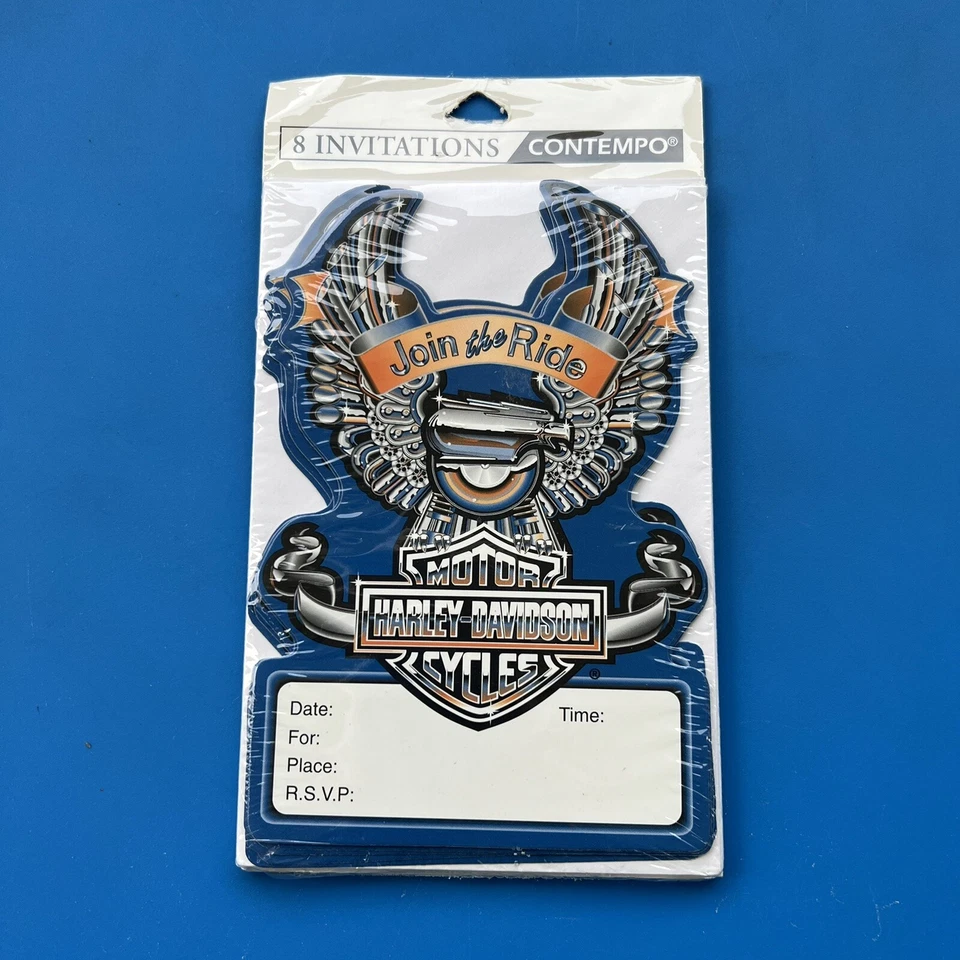 8 INVITATIONS CONTEMPO®
Join the Ride
MOTOR
HARLEY-DAVIDSON
CYCLES
®
Date: Time:
For:
Place:
R.S.V.P: